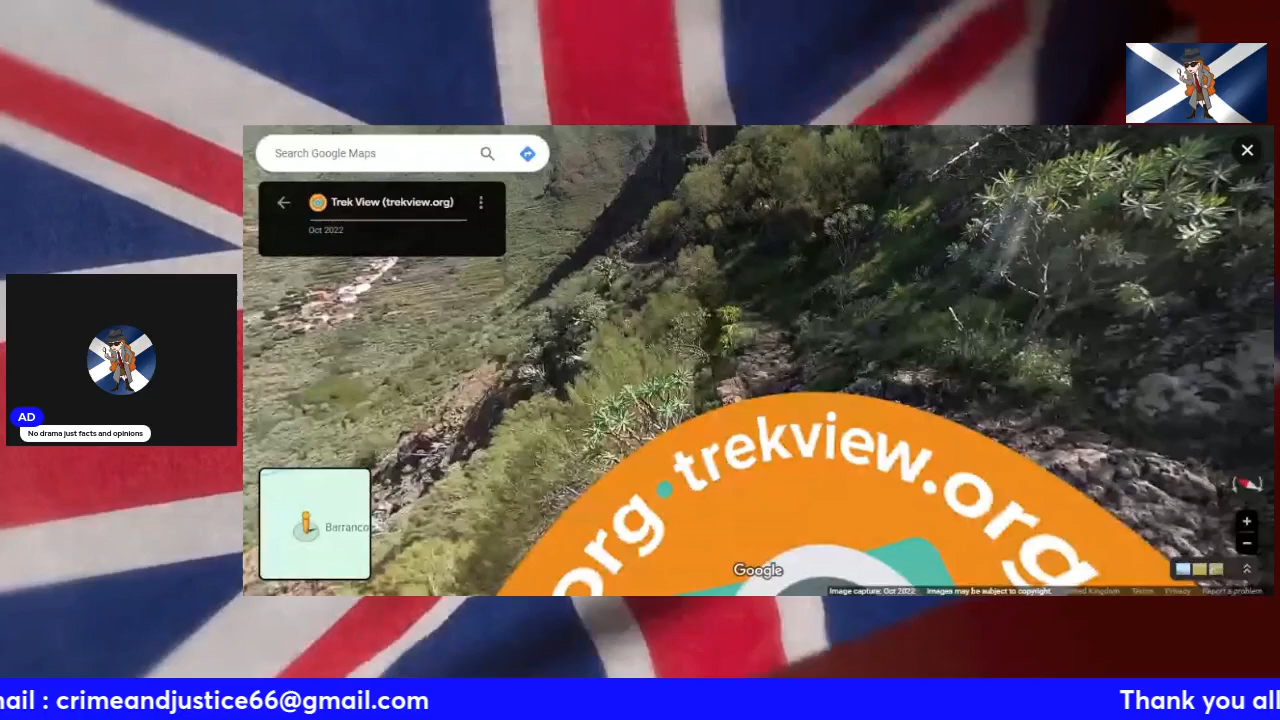 Search Google Maps
Trek View (trekview.org)
Oct 2022
AD
No drama just facts and opinions
org • trekview.org
Barranco
Google
Image capture: Oct 2022 Images may be subject to copyright. United Kingdom Terms Privacy Report a problem
nail : crimeandjustice66@gmail.com
Thank you all